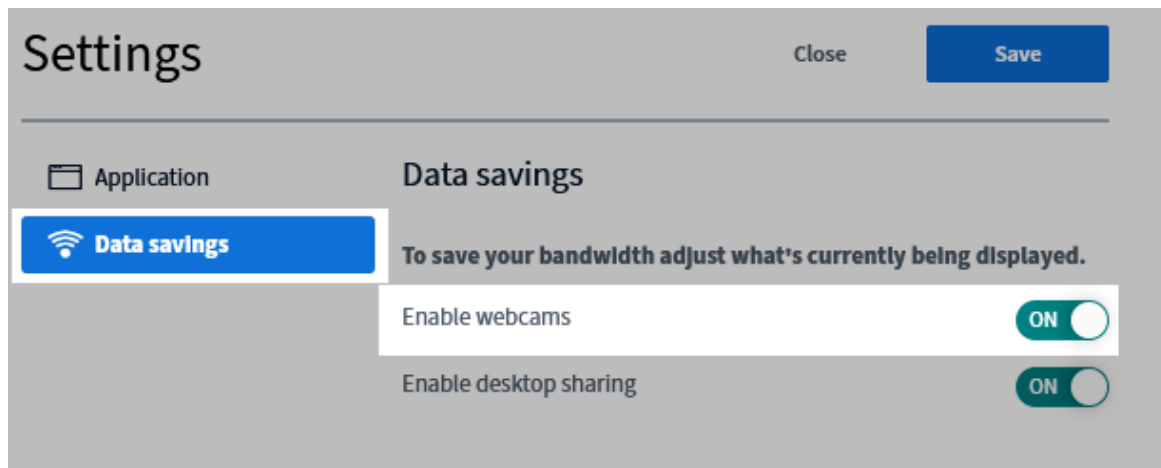 Settings
Close
Save
Application
Data savings
Data savings
To save your bandwidth adjust what's currently being displayed.
Enable webcams
ON
Enable desktop sharing
ON